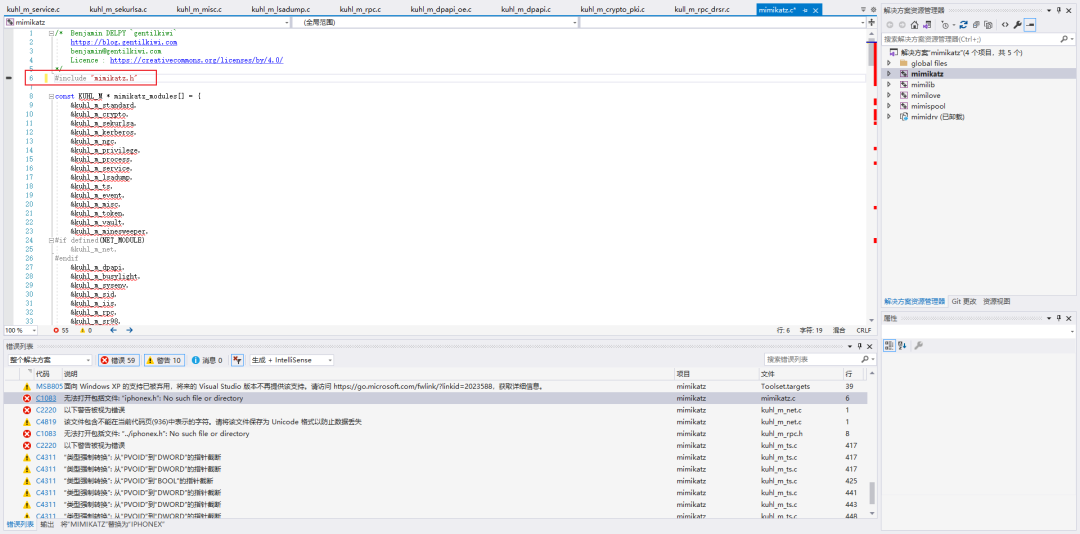 kuhl_m_service.c kuhl_m_sekurlsa.c kuhl_m_misc.c kuhl_m_lsadump.c kuhl_m_rpc.c kuhl_m_dpapi_oe.c kuhl_m_dpapi.c kuhl_m_crypto_pki.c kull_m_rpc_drsr.c mimikatz.c*
mimikatz (全局范围)
1 /* Benjamin DELPY `gentilkiwi`
2 https://blog.gentilkiwi.com
3 benjamin@gentilkiwi.com
4 Licence : https://creativecommons.org/licenses/by/4.0/
5 */
6 #include "mimikatz.h"
7
8 const KUHL_M * mimikatz_modules[] = {
9 &kuhl_m_standard,
10 &kuhl_m_crypto,
11 &kuhl_m_sekurlsa,
12 &kuhl_m_kerberos,
13 &kuhl_m_ngc,
14 &kuhl_m_privilege,
15 &kuhl_m_process,
16 &kuhl_m_service,
17 &kuhl_m_lsadump,
18 &kuhl_m_ts,
19 &kuhl_m_event,
20 &kuhl_m_misc,
21 &kuhl_m_token,
22 &kuhl_m_vault,
23 &kuhl_m_minesweeper,
24 #if defined(NET_MODULE)
25 &kuhl_m_net,
26 #endif
27 &kuhl_m_dpapi,
28 &kuhl_m_busylight,
29 &kuhl_m_sysenv,
30 &kuhl_m_sid,
31 &kuhl_m_iis,
32 &kuhl_m_rpc,
33 &kuhl_m_sr98,
100 % 55 0 行: 6 字符: 19 混合 CRLF
解决方案资源管理器
搜索解决方案资源管理器(Ctrl+;)
解决方案"mimikatz"(4 个项目，共 5 个)
global files
mimikatz
mimilib
mimilove
mimispool
mimidrv (已卸载)
解决方案资源管理器 Git 更改 资源视图
属性
错误列表
整个解决方案 错误 59 警告 10 消息 0 生成 + IntelliSense 搜索错误列表
代码 说明 项目 文件 行
MSB8051 面向 Windows XP 的支持已被弃用，将来的 Visual Studio 版本不再提供该支持。请访问 https://go.microsoft.com/fwlink/?linkid=2023588，获取详细信息。 mimikatz Toolset.targets 39
C1083 无法打开包括文件: "iphonex.h": No such file or directory mimikatz mimikatz.c 6
C2220 以下警告被视为错误 mimikatz kuhl_m_net.c 1
C4819 该文件包含不能在当前代码页(936)中表示的字符。请将该文件保存为 Unicode 格式以防止数据丢失 mimikatz kuhl_m_net.c 1
C1083 无法打开包括文件: "../iphonex.h": No such file or directory mimikatz kuhl_m_rpc.h 8
C2220 以下警告被视为错误 mimikatz kuhl_m_ts.c 417
C4311 "类型强制转换": 从"PVOID"到"DWORD"的指针截断 mimikatz kuhl_m_ts.c 417
C4311 "类型强制转换": 从"PVOID"到"DWORD"的指针截断 mimikatz kuhl_m_ts.c 417
C4311 "类型强制转换": 从"PVOID"到"BOOL"的指针截断 mimikatz kuhl_m_ts.c 425
C4311 "类型强制转换": 从"PVOID"到"DWORD"的指针截断 mimikatz kuhl_m_ts.c 441
C4311 "类型强制转换": 从"PVOID"到"DWORD"的指针截断 mimikatz kuhl_m_ts.c 443
C4311 "类型强制转换": 从"PVOID"到"DWORD"的指针截断 mimikatz kuhl_m_ts.c 448
错误列表 输出 将"MIMIKATZ"替换为"IPHONEX"